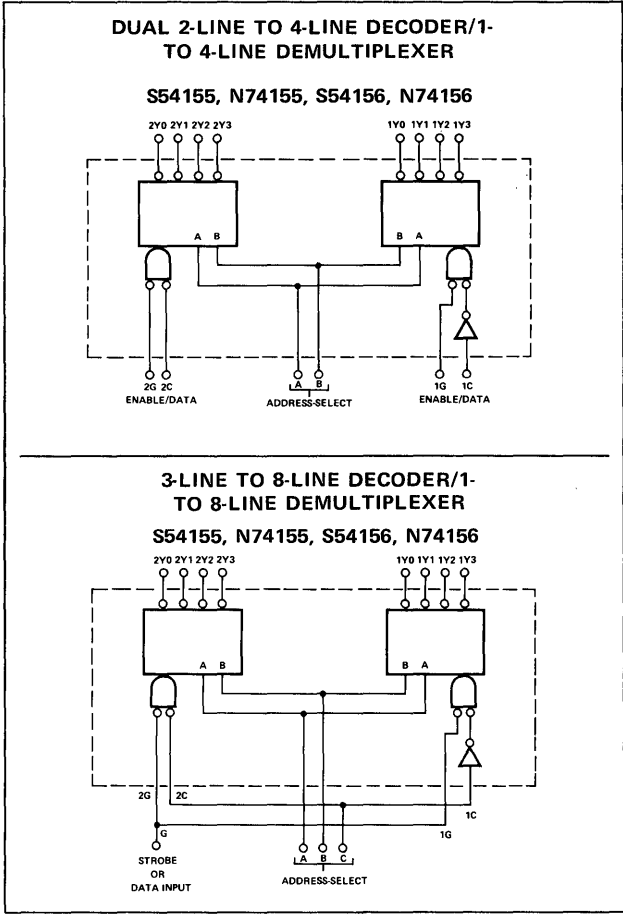 DUAL 2-LINE TO 4-LINE DECODER/1-
TO 4-LINE DEMULTIPLEXER
S54155, N74155, S54156, N74156
2Y0 2Y1 2Y2 2Y3
1Y0 1Y1 1Y2 1Y3
A B
B A
2G 2C
A B
1G 1C
ENABLE/DATA
ADDRESS-SELECT
ENABLE/DATA
3-LINE TO 8-LINE DECODER/1-
TO 8-LINE DEMULTIPLEXER
S54155, N74155, S54156, N74156
2Y0 2Y1 2Y2 2Y3
1Y0 1Y1 1Y2 1Y3
A B
B A
2G 2C
1C
G
1G
STROBE
OR
DATA INPUT
A B C
ADDRESS-SELECT